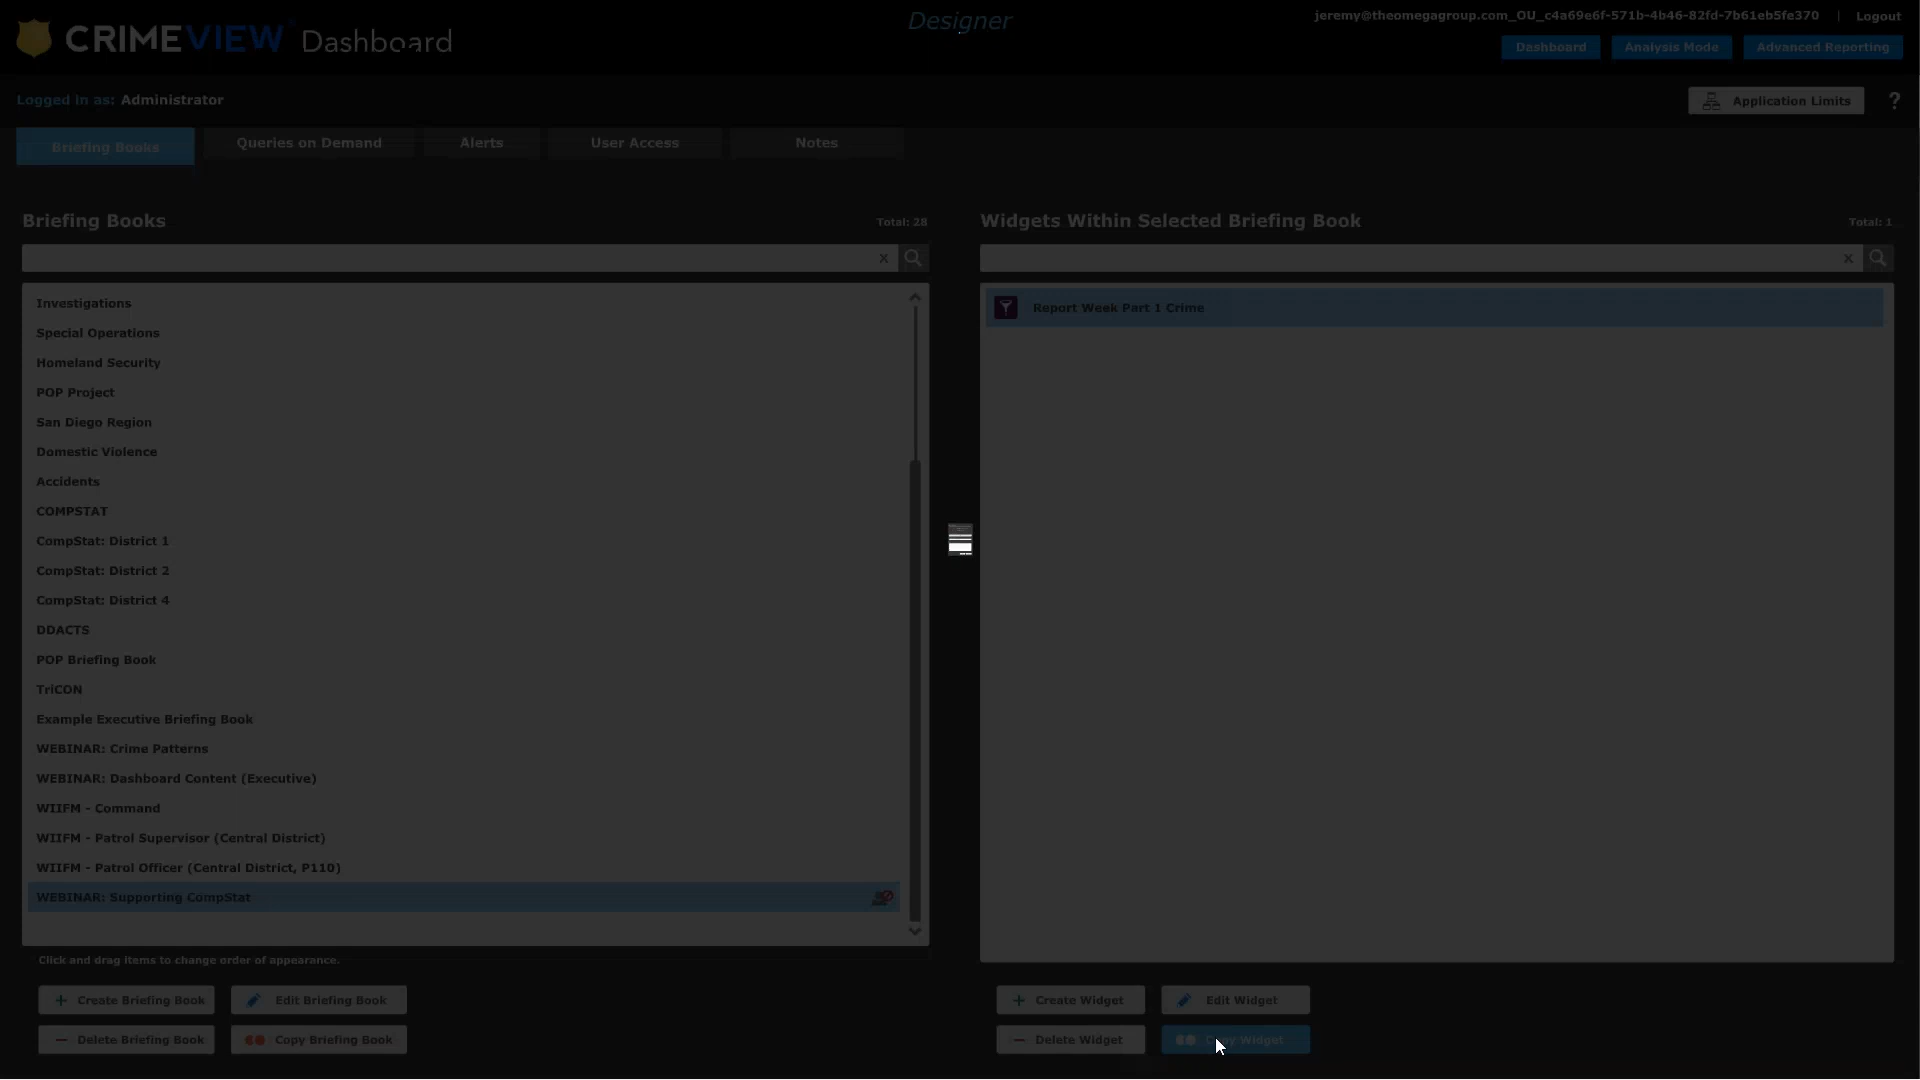 Designer
jeremy@theomegagroup.com_OU_c4a69e6f-571b-4b46-82fd-7b61eb5fe370 | Logout
CRIMEVIEW Dashboard
Dashboard
Analysis Mode
Advanced Reporting
Logged in as: Administrator
Application Limits
?
Briefing Books
Queries on Demand
Alerts
User Access
Notes
Briefing Books
Total: 28
Widgets Within Selected Briefing Book
Total: 1
x
x
Investigations
Special Operations
Homeland Security
POP Project
San Diego Region
Domestic Violence
Accidents
COMPSTAT
CompStat: District 1
CompStat: District 2
CompStat: District 4
DDACTS
POP Briefing Book
TriCON
Example Executive Briefing Book
WEBINAR: Crime Patterns
WEBINAR: Dashboard Content (Executive)
WIIFM - Command
WIIFM - Patrol Supervisor (Central District)
WIIFM - Patrol Officer (Central District, P110)
WEBINAR: Supporting CompStat
Report Week Part 1 Crime
Click and drag items to change order of appearance.
Create Briefing Book
Edit Briefing Book
Delete Briefing Book
Copy Briefing Book
Create Widget
Edit Widget
Delete Widget
Copy Widget